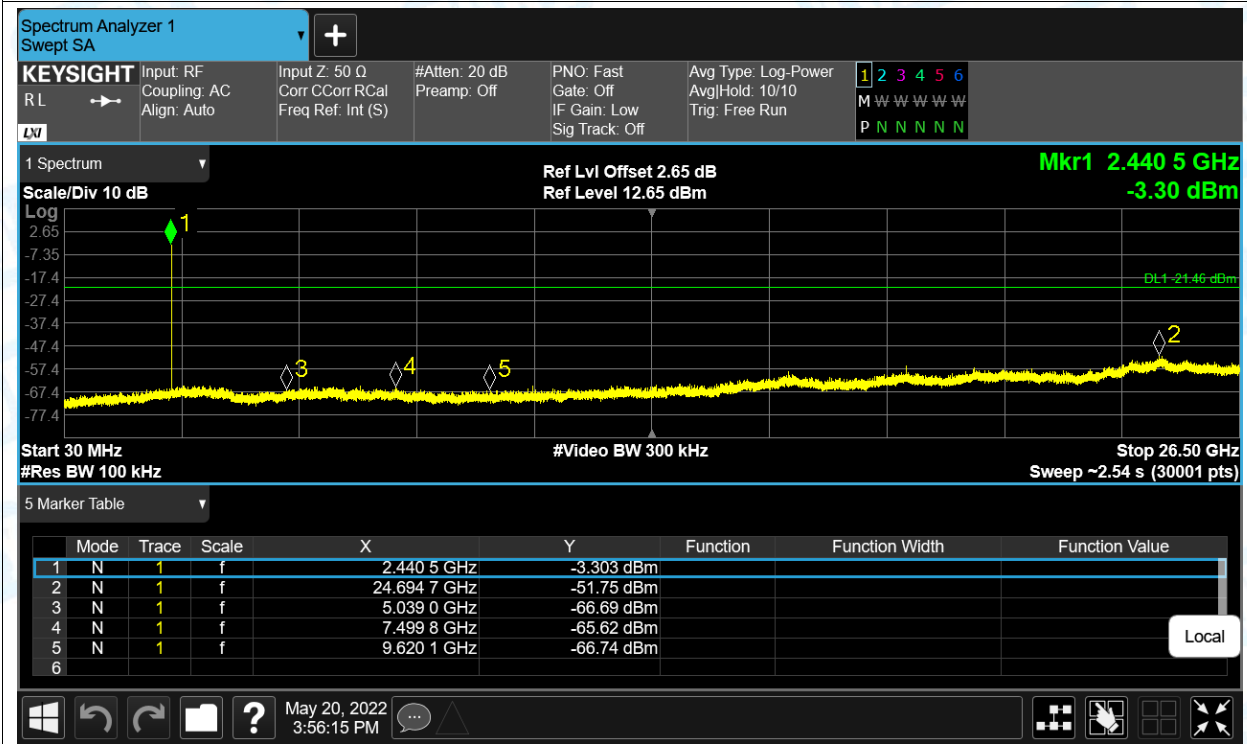 Spectrum Analyzer 1
Swept SA
+
KEYSIGHT
R L
LXI
Input: RF
Coupling: AC
Align: Auto
Input Z: 50 Ω
Corr CCorr RCal
Freq Ref: Int (S)
#Atten: 20 dB
Preamp: Off
PNO: Fast
Gate: Off
IF Gain: Low
Sig Track: Off
Avg Type: Log-Power
Avg|Hold: 10/10
Trig: Free Run
1 2 3 4 5 6
M W W W W W
P N N N N N
1 Spectrum
Scale/Div 10 dB
Ref Lvl Offset 2.65 dB
Ref Level 12.65 dBm
Mkr1 2.440 5 GHz
-3.30 dBm
Log
2.65
-7.35
-17.4
-27.4
-37.4
-47.4
-57.4
-67.4
-77.4
1
DL1 -21.46 dBm
2
3
4
5
Start 30 MHz
#Video BW 300 kHz
Stop 26.50 GHz
#Res BW 100 kHz
Sweep ~2.54 s (30001 pts)
5 Marker Table
Mode Trace Scale X Y Function Function Width Function Value
1 N 1 f 2.440 5 GHz -3.303 dBm
2 N 1 f 24.694 7 GHz -51.75 dBm
3 N 1 f 5.039 0 GHz -66.69 dBm
4 N 1 f 7.499 8 GHz -65.62 dBm
5 N 1 f 9.620 1 GHz -66.74 dBm
6
Local
?
May 20, 2022
3:56:15 PM